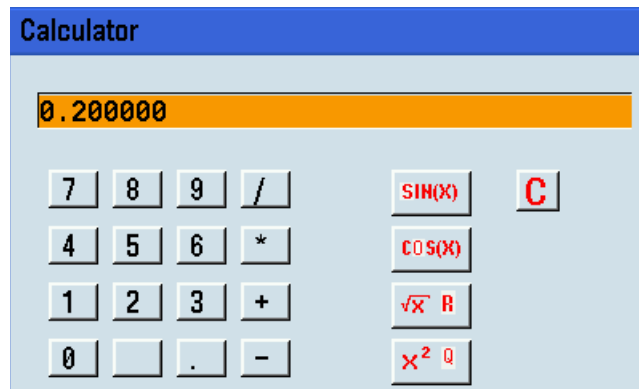 Calculator
0.200000
7 8 9 / SIN(X) C
4 5 6 * COS(X)
1 2 3 + √x R
0 . - x² Q